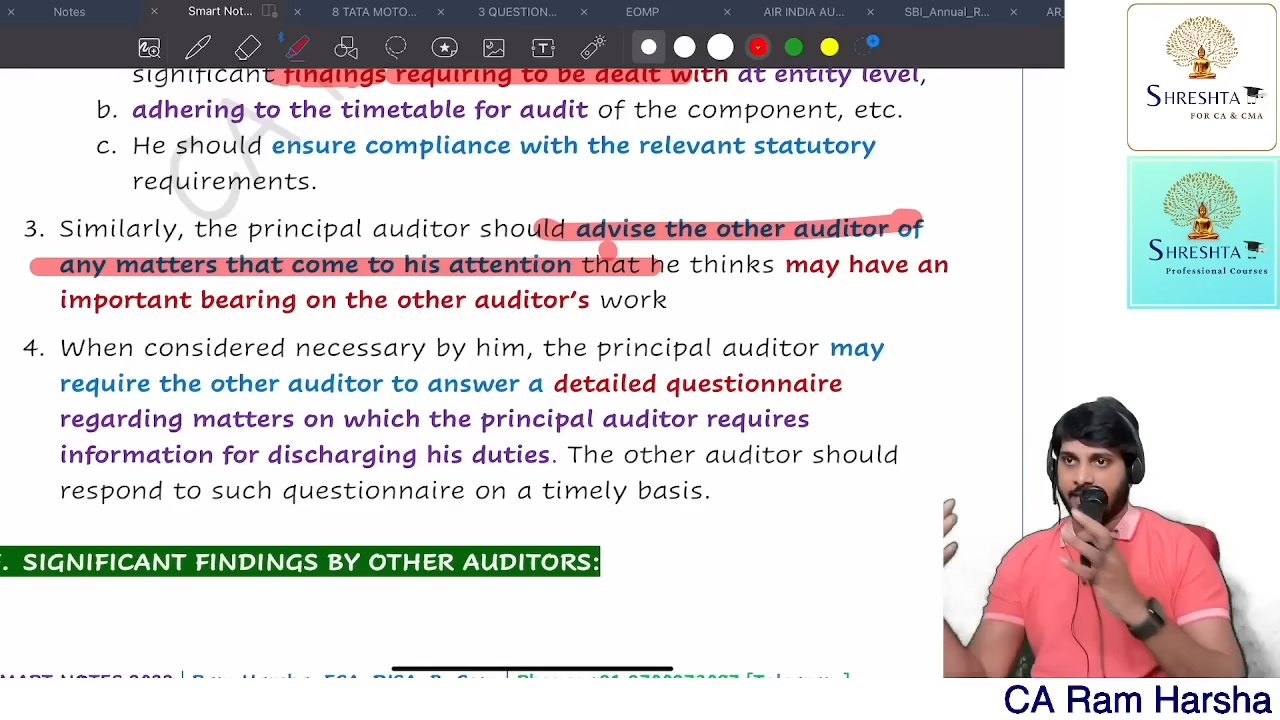 Notes
Smart Not...
8 TATA MOTO...
3 QUESTION...
EOMP
AIR INDIA AU...
SBI_Annual_R...
AR_
significant findings requiring to be dealt with at entity level,
b. adhering to the timetable for audit of the component, etc.
c. He should ensure compliance with the relevant statutory
requirements.
3. Similarly, the principal auditor should advise the other auditor of
any matters that come to his attention that he thinks may have an
important bearing on the other auditor's work
4. When considered necessary by him, the principal auditor may
require the other auditor to answer a detailed questionnaire
regarding matters on which the principal auditor requires
information for discharging his duties. The other auditor should
respond to such questionnaire on a timely basis.
SIGNIFICANT FINDINGS BY OTHER AUDITORS:
CA
SHRESHTA
FOR CA & CMA
SHRESHTA
Professional Courses
CA Ram Harsha